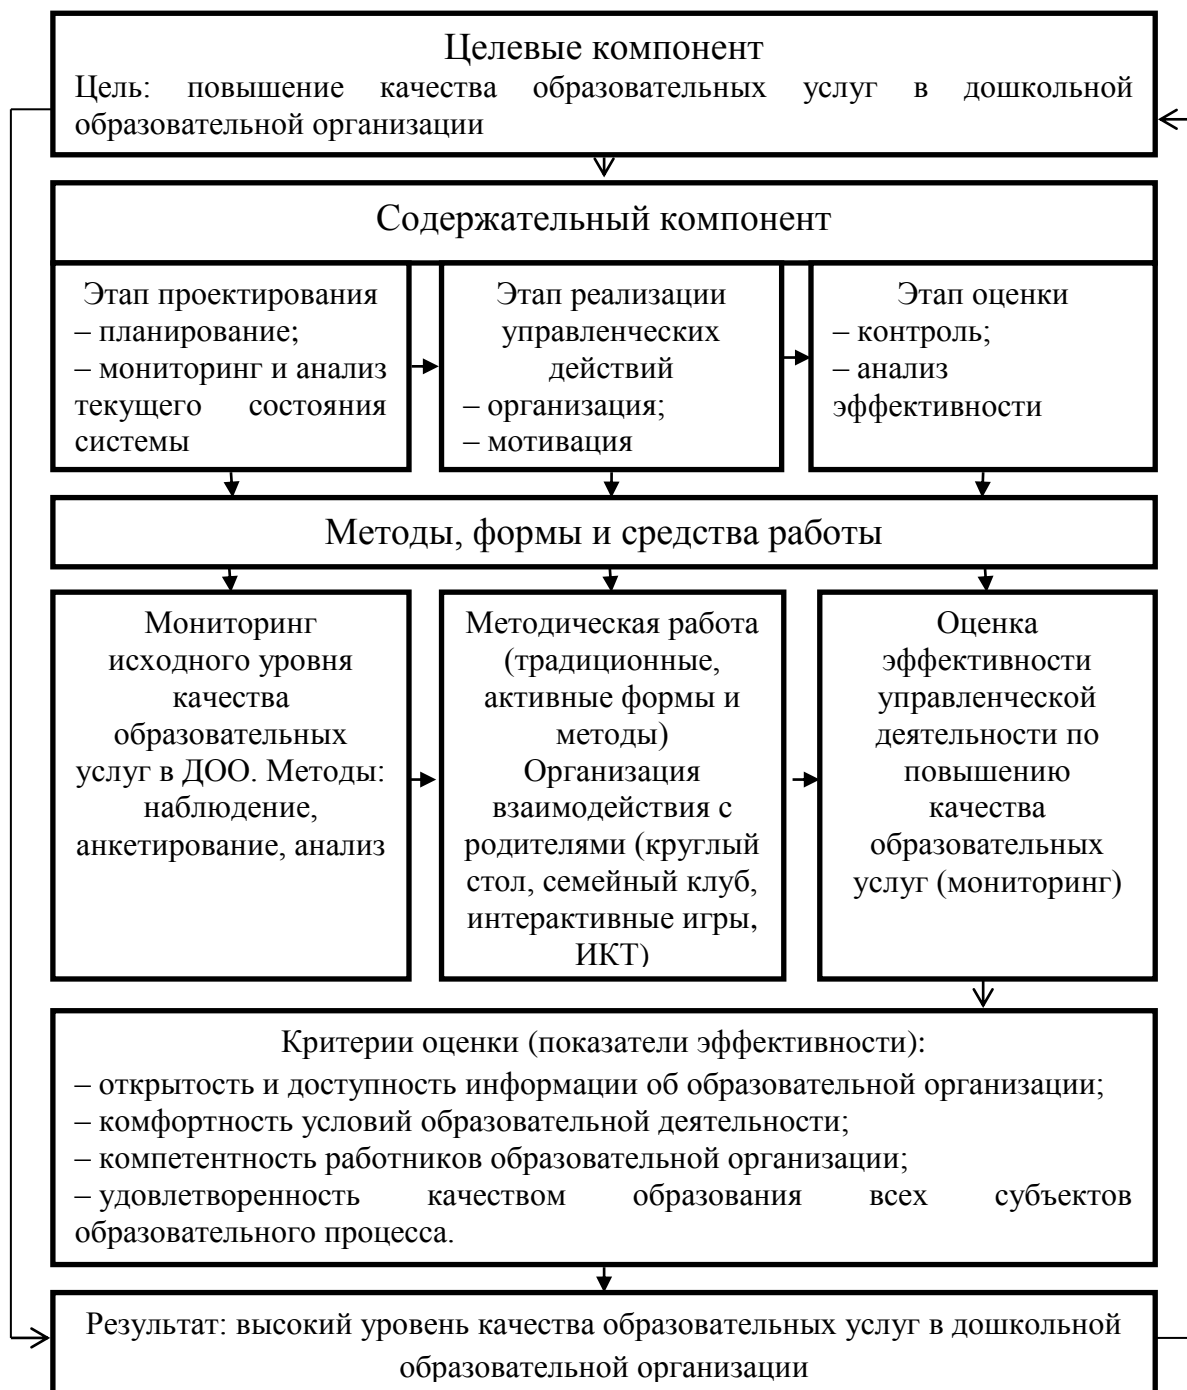 Целевые компонент
Цель: повышение качества образовательных услуг в дошкольной
образовательной организации
Содержательный компонент
Этап проектирования
– планирование;
– мониторинг и анализ
текущего состояния
системы
Этап реализации
управленческих
действий
– организация;
– мотивация
Этап оценки
– контроль;
– анализ
эффективности
Методы, формы и средства работы
Мониторинг
исходного уровня
качества
образовательных
услуг в ДОО. Методы:
наблюдение,
анкетирование, анализ
Методическая работа
(традиционные,
активные формы и
методы)
Организация
взаимодействия с
родителями (круглый
стол, семейный клуб,
интерактивные игры,
ИКТ)
Оценка
эффективности
управленческой
деятельности по
повышению
качества
образовательных
услуг (мониторинг)
Критерии оценки (показатели эффективности):
– открытость и доступность информации об образовательной организации;
– комфортность условий образовательной деятельности;
– компетентность работников образовательной организации;
– удовлетворенность качеством образования всех субъектов
образовательного процесса.
Результат: высокий уровень качества образовательных услуг в дошкольной
образовательной организации